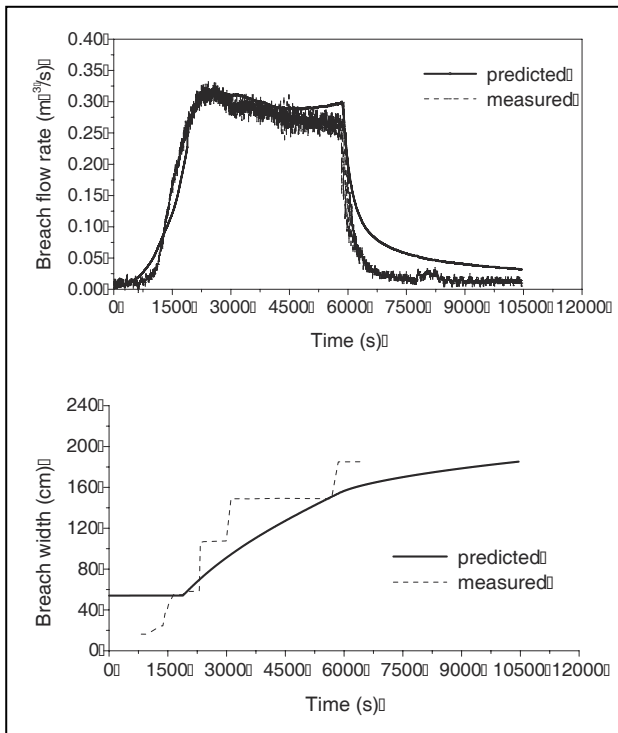 0.40▯
0.35▯
0.30▯
0.25▯
0.20▯
0.15▯
0.10▯
0.05▯
0.00▯
Breach flow rate (m▯³/s)▯
predicted▯
measured▯
0▯ 1500▯ 3000▯ 4500▯ 6000▯ 7500▯ 9000▯ 10500▯ 12000▯
Time (s)▯
240▯
200▯
160▯
120▯
80▯
40▯
0▯
Breach width (cm)▯
predicted▯
measured▯
0▯ 1500▯ 3000▯ 4500▯ 6000▯ 7500▯ 9000▯ 10500▯ 12000▯
Time (s)▯